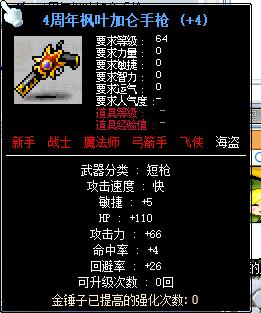 4周年枫叶加仑手枪 (+4)
要求等级 : 64
要求力量 : -
要求敏捷 : -
要求智力 : -
要求运气 : -
要求人气度 : -
道具等级 : -
道具经验值 : -
新手 战士 魔法师 弓箭手 飞侠 海盗
武器分类 : 短枪
攻击速度 : 快
敏捷 : +5
HP : +110
攻击力 : +66
命中率 : +4
回避率 : +26
可升级次数 : 0回
金锤子已提高的强化次数: 0
的